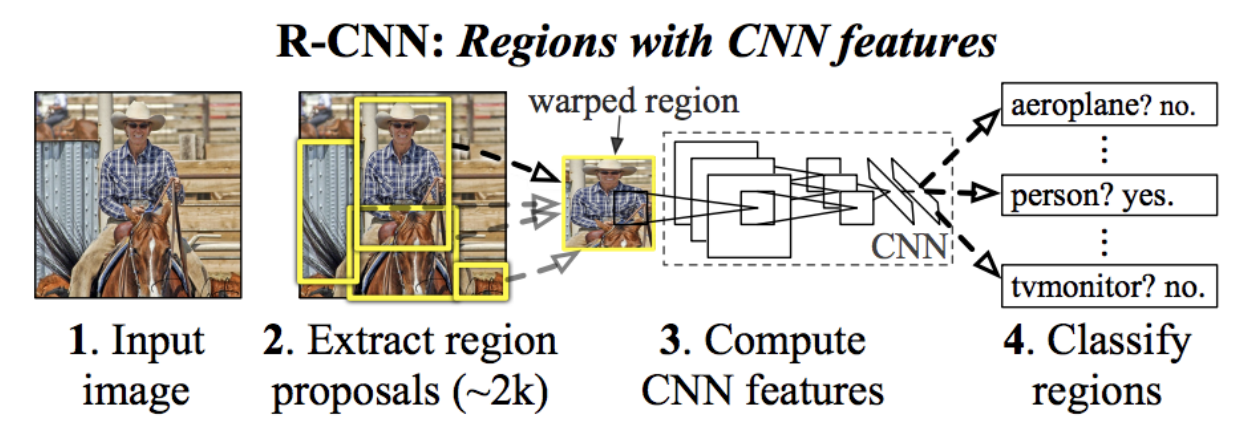 R-CNN: Regions with CNN features
warped region
aeroplane? no.
⋮
person? yes.
⋮
tvmonitor? no.
CNN
1. Input
image
2. Extract region
proposals (~2k)
3. Compute
CNN features
4. Classify
regions